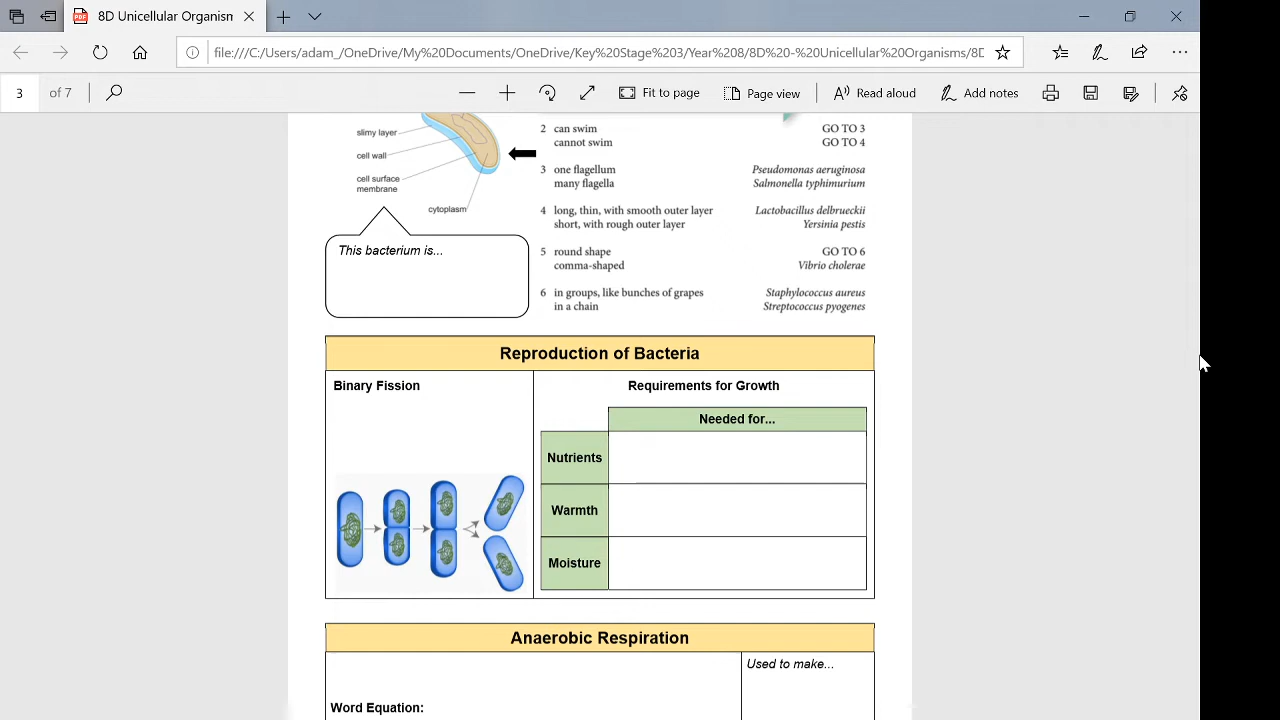 8D Unicellular Organism
file:///C:/Users/adam_/OneDrive/My%20Documents/OneDrive/Key%20Stage%203/Year%208/8D%20-%20Unicellular%20Organisms/8D
3 of 7
Fit to page
Page view
Read aloud
Add notes
slimy layer
cell wall
cell surface
membrane
cytoplasm
This bacterium is...
2 can swim GO TO 3
cannot swim GO TO 4
3 one flagellum Pseudomonas aeruginosa
many flagella Salmonella typhimurium
4 long, thin, with smooth outer layer Lactobacillus delbrueckii
short, with rough outer layer Yersinia pestis
5 round shape GO TO 6
comma-shaped Vibrio cholerae
6 in groups, like bunches of grapes Staphylococcus aureus
in a chain Streptococcus pyogenes
Reproduction of Bacteria
Binary Fission
Requirements for Growth
Needed for...
Nutrients
Warmth
Moisture
Anaerobic Respiration
Used to make...
Word Equation: